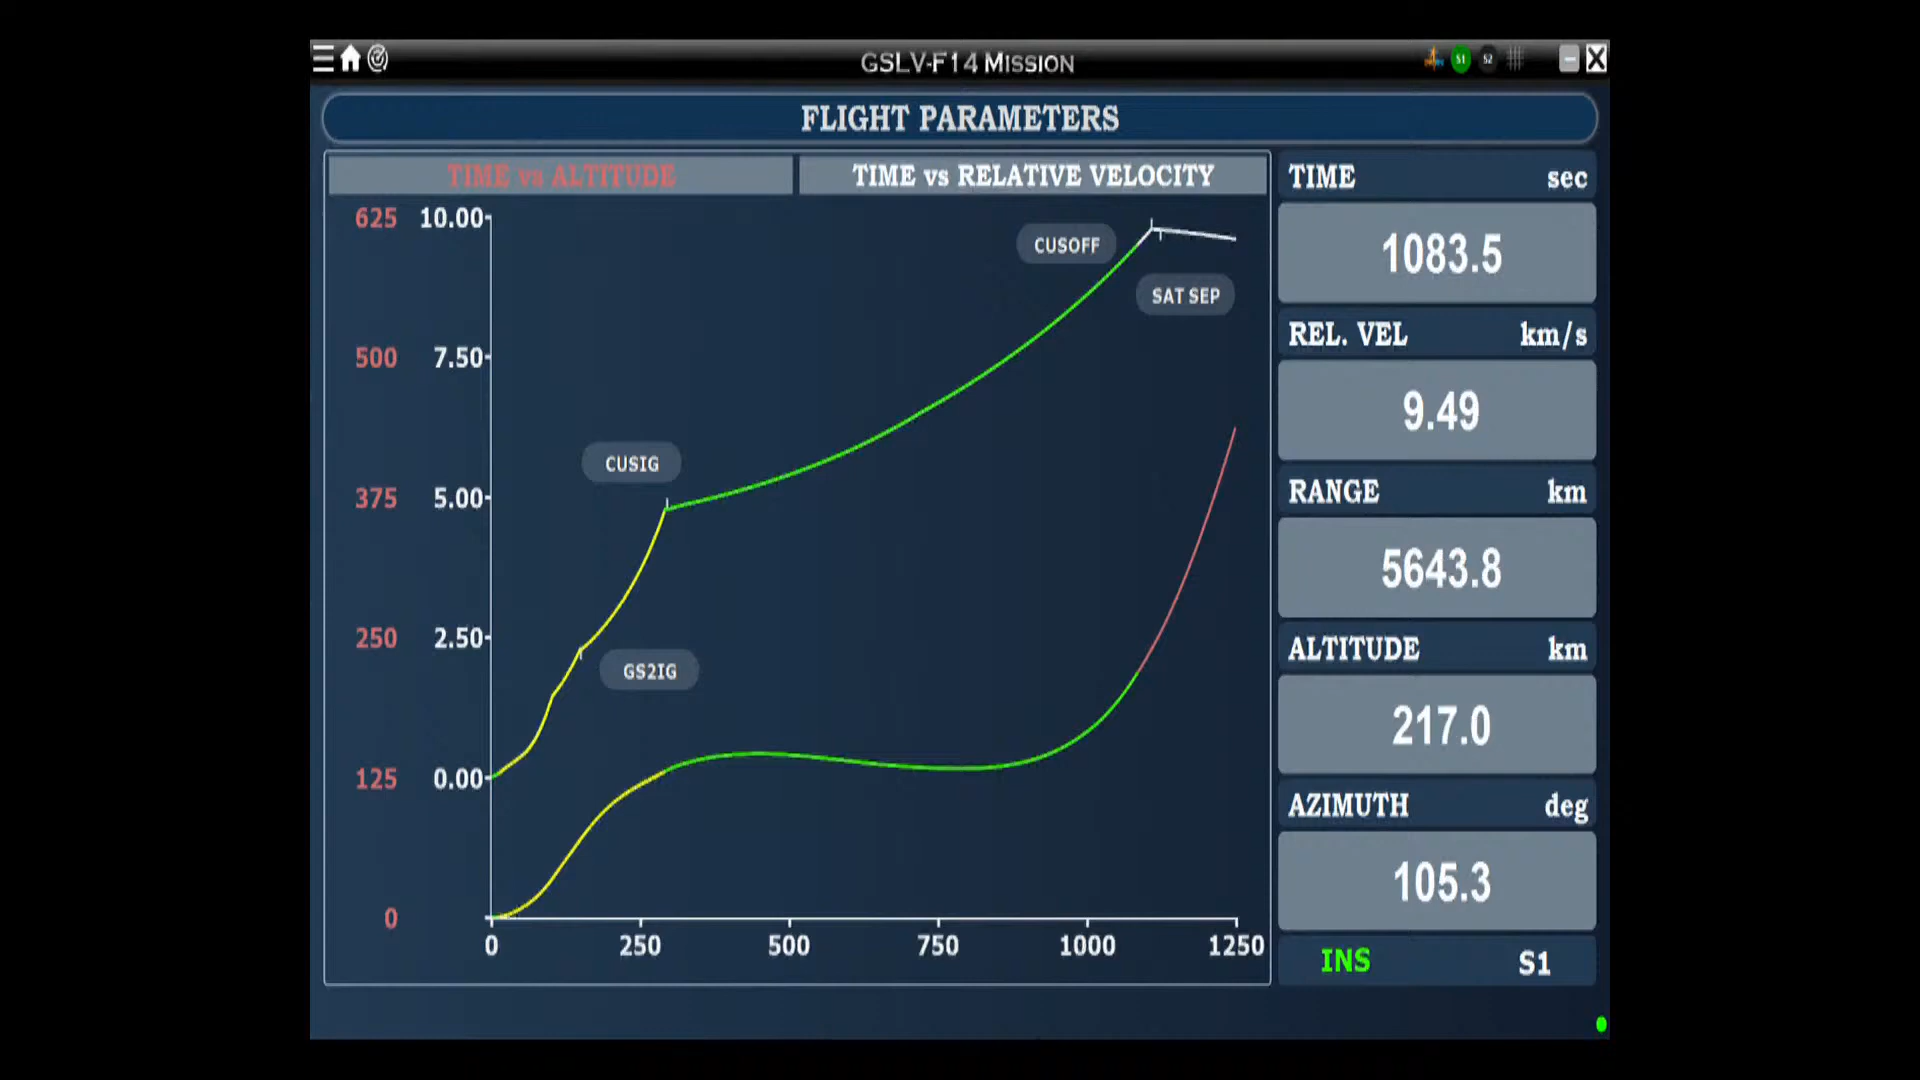 GSLV-F14 MISSION
S1
S2
FLIGHT PARAMETERS
TIME vs ALTITUDE
TIME vs RELATIVE VELOCITY
625
10.00
500
7.50
375
5.00
250
2.50
125
0.00
0
0
250
500
750
1000
1250
CUSOFF
SAT SEP
CUSIG
GS2IG
TIME sec
1083.5
REL. VEL km/s
9.49
RANGE km
5643.8
ALTITUDE km
217.0
AZIMUTH deg
105.3
INS S1